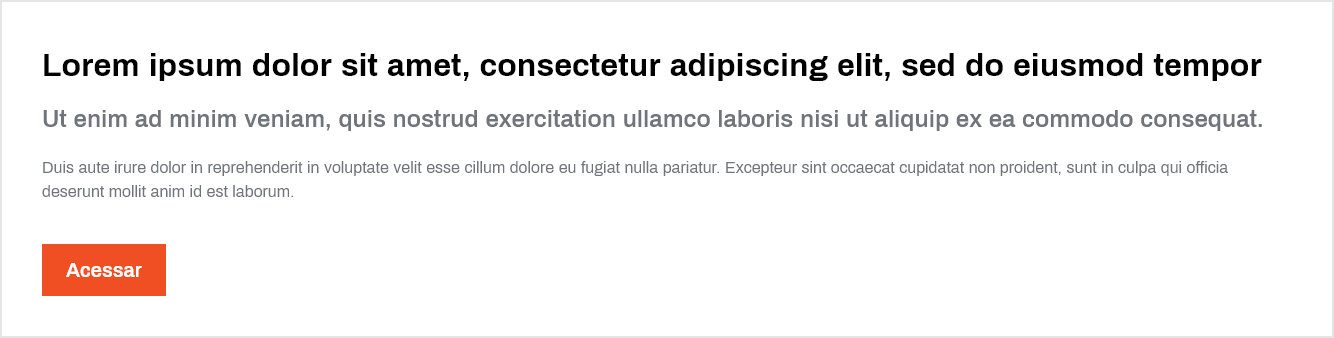 Lorem ipsum dolor sit amet, consectetur adipiscing elit, sed do eiusmod tempor
Ut enim ad minim veniam, quis nostrud exercitation ullamco laboris nisi ut aliquip ex ea commodo consequat.
Duis aute irure dolor in reprehenderit in voluptate velit esse cillum dolore eu fugiat nulla pariatur. Excepteur sint occaecat cupidatat non proident, sunt in culpa qui officia
deserunt mollit anim id est laborum.
Acessar